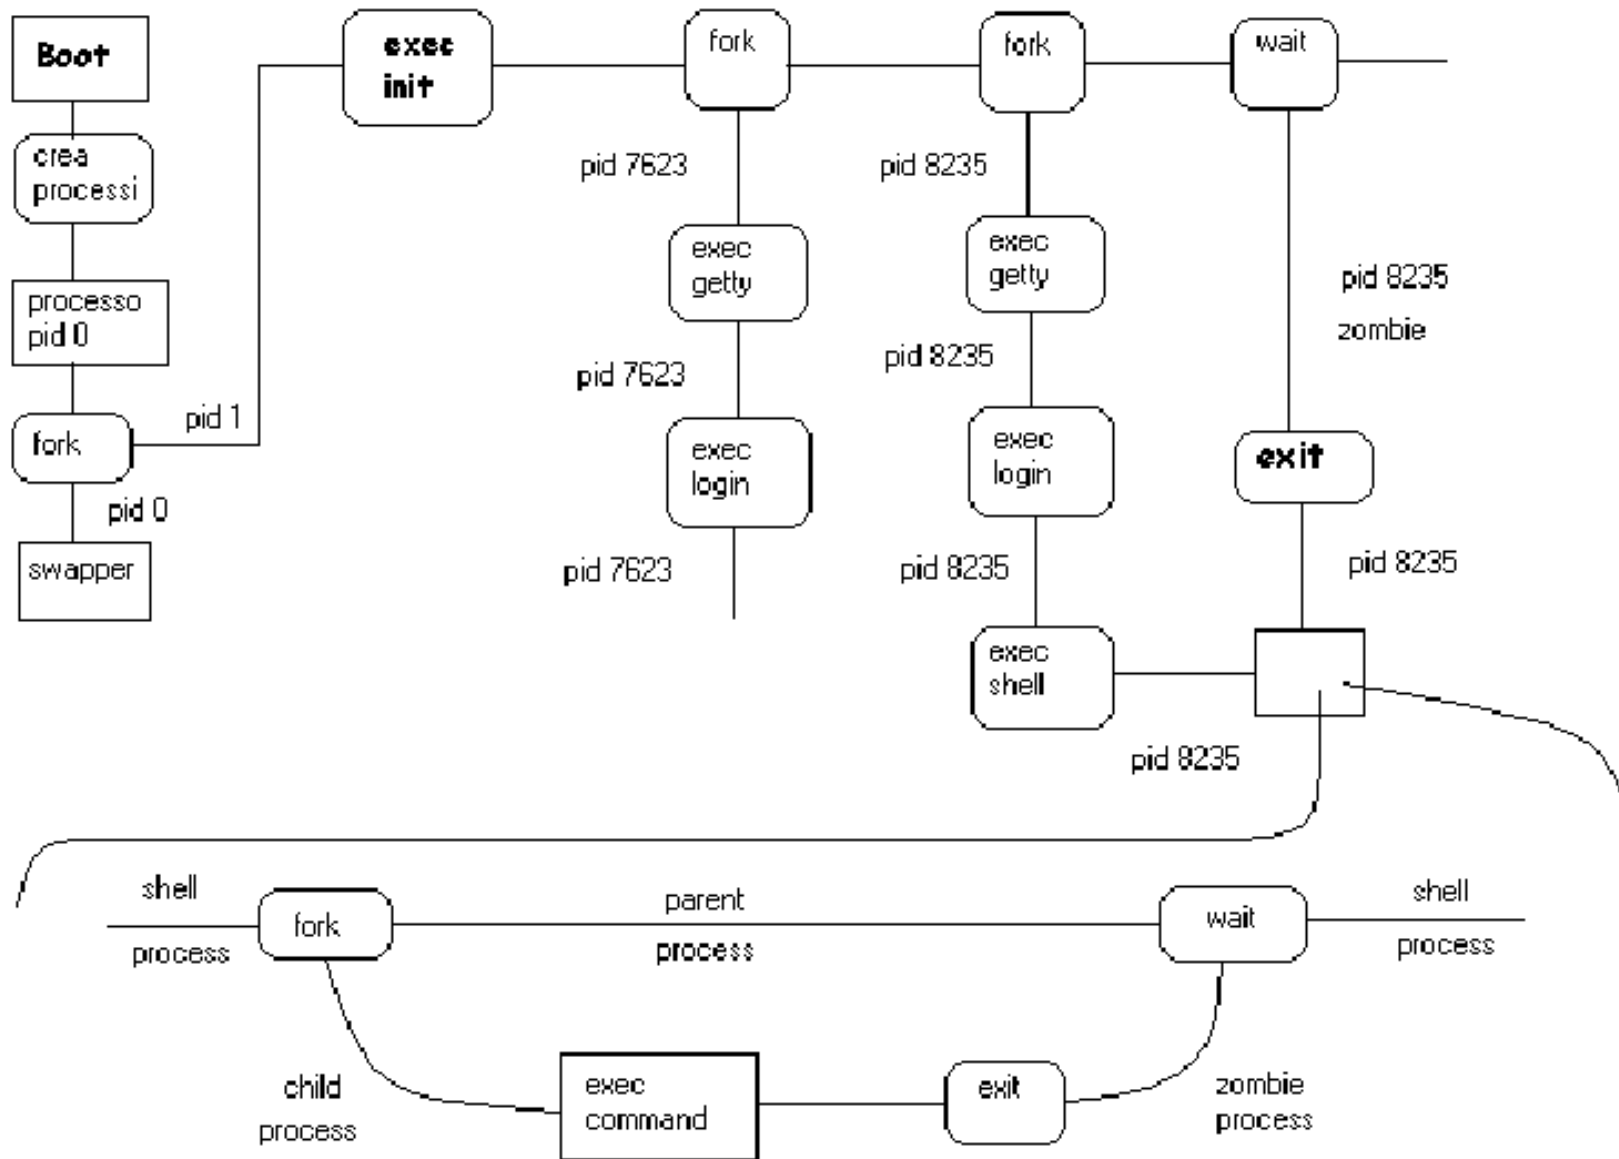 Boot
crea
processi
processo
pid 0
fork
pid 0
swapper
pid 1
exec
init
fork
pid 7623
exec
getty
pid 7623
exec
login
pid 7623
fork
pid 8235
exec
getty
pid 8235
exec
login
pid 8235
exec
shell
pid 8235
wait
pid 8235
zombie
exit
pid 8235
shell
process
fork
parent
process
wait
shell
process
child
process
exec
command
exit
zombie
process